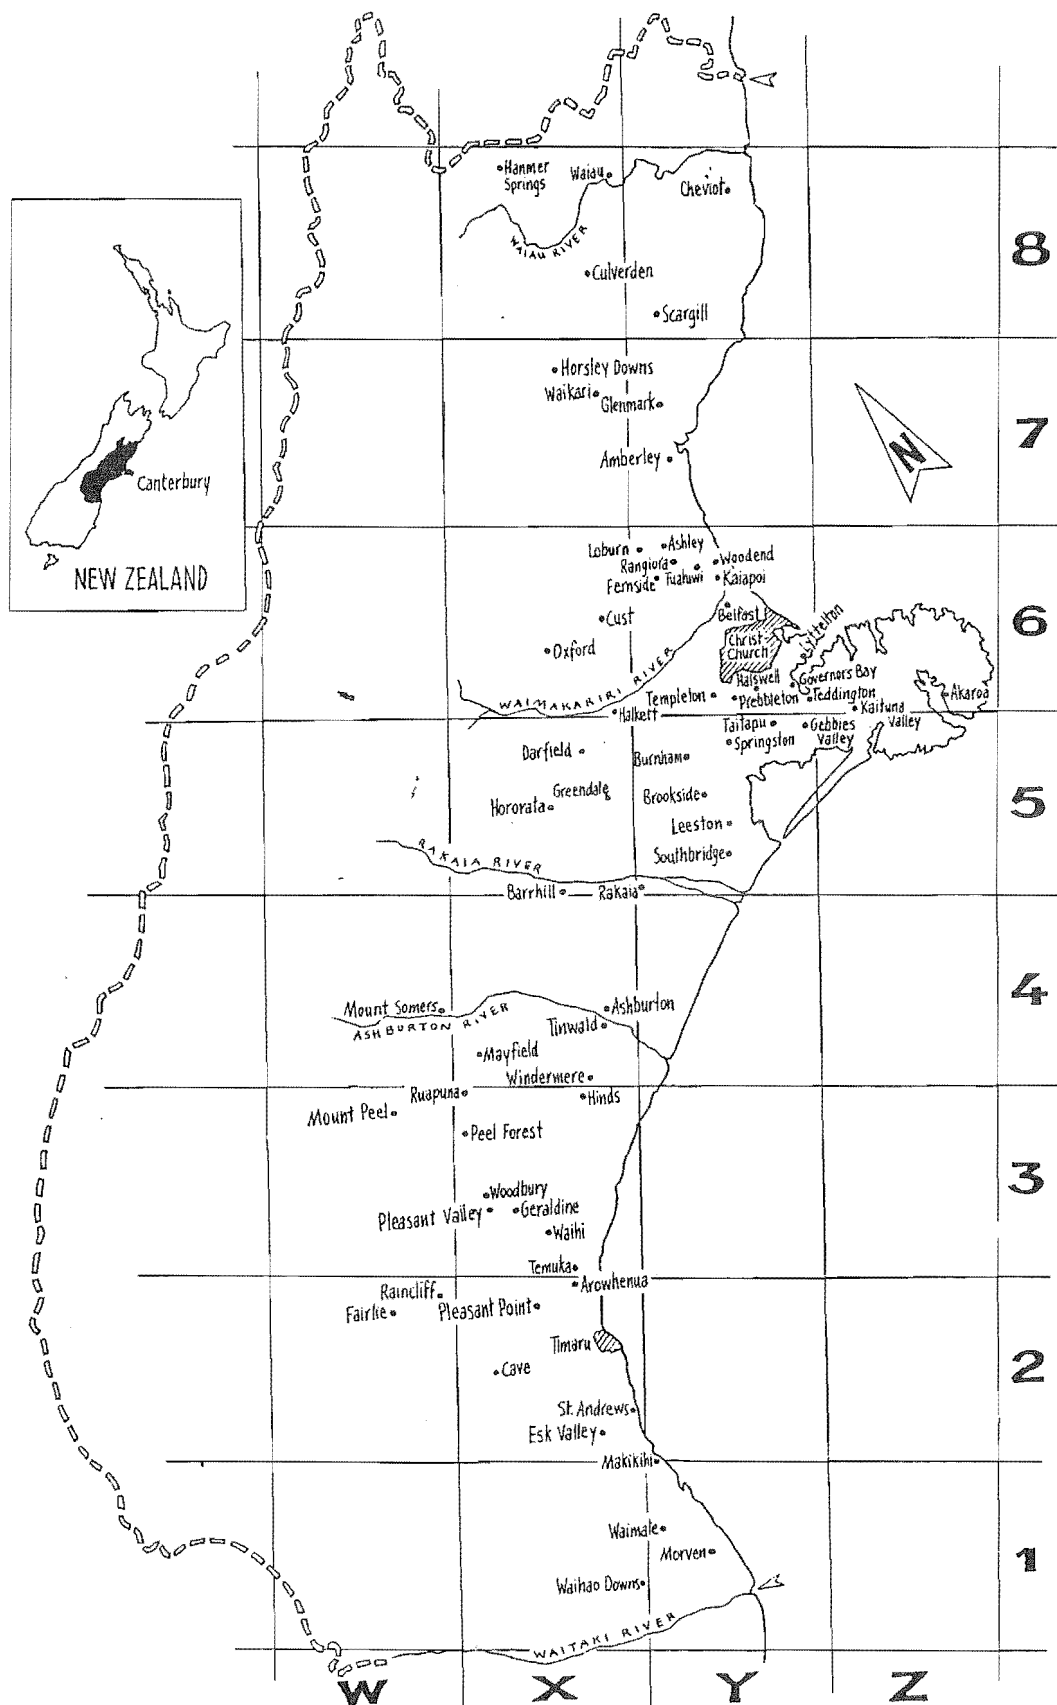 Hanmer
Springs
Waiau
Cheviot
WAIAU RIVER
Culverden
Scargill
8
Horsley Downs
Waikari
Glenmark
Amberley
7
N
Canterbury
NEW ZEALAND
Loburn
Ashley
Rangiora
Woodend
Fernside
Tuahiwi
Kaiapoi
Cust
Belfast
Lyttelton
Oxford
Christ
Church
6
WAIMAKARIRI RIVER
Halswell
Governors Bay
Templeton
Prebbleton
Teddington
Akaroa
Halkett
Kaituna
Valley
Taitapu
Gebbies
Valley
Springston
Darfield
Burnham
Greendale
Brookside
Hororata
5
Leeston
RAKAIA RIVER
Southbridge
Barrhill
Rakaia
4
Mount Somers
Ashburton
ASHBURTON RIVER
Tinwald
Mayfield
Windermere
Ruapuna
Hinds
Mount Peel
Peel Forest
3
Woodbury
Pleasant Valley
Geraldine
Waihi
Temuka
Arowhenua
Raincliff
Fairlie
Pleasant Point
Timaru
2
Cave
St. Andrews
Esk Valley
Makikihi
Waimate
Morven
1
Waihao Downs
WAITAKI RIVER
W X Y Z